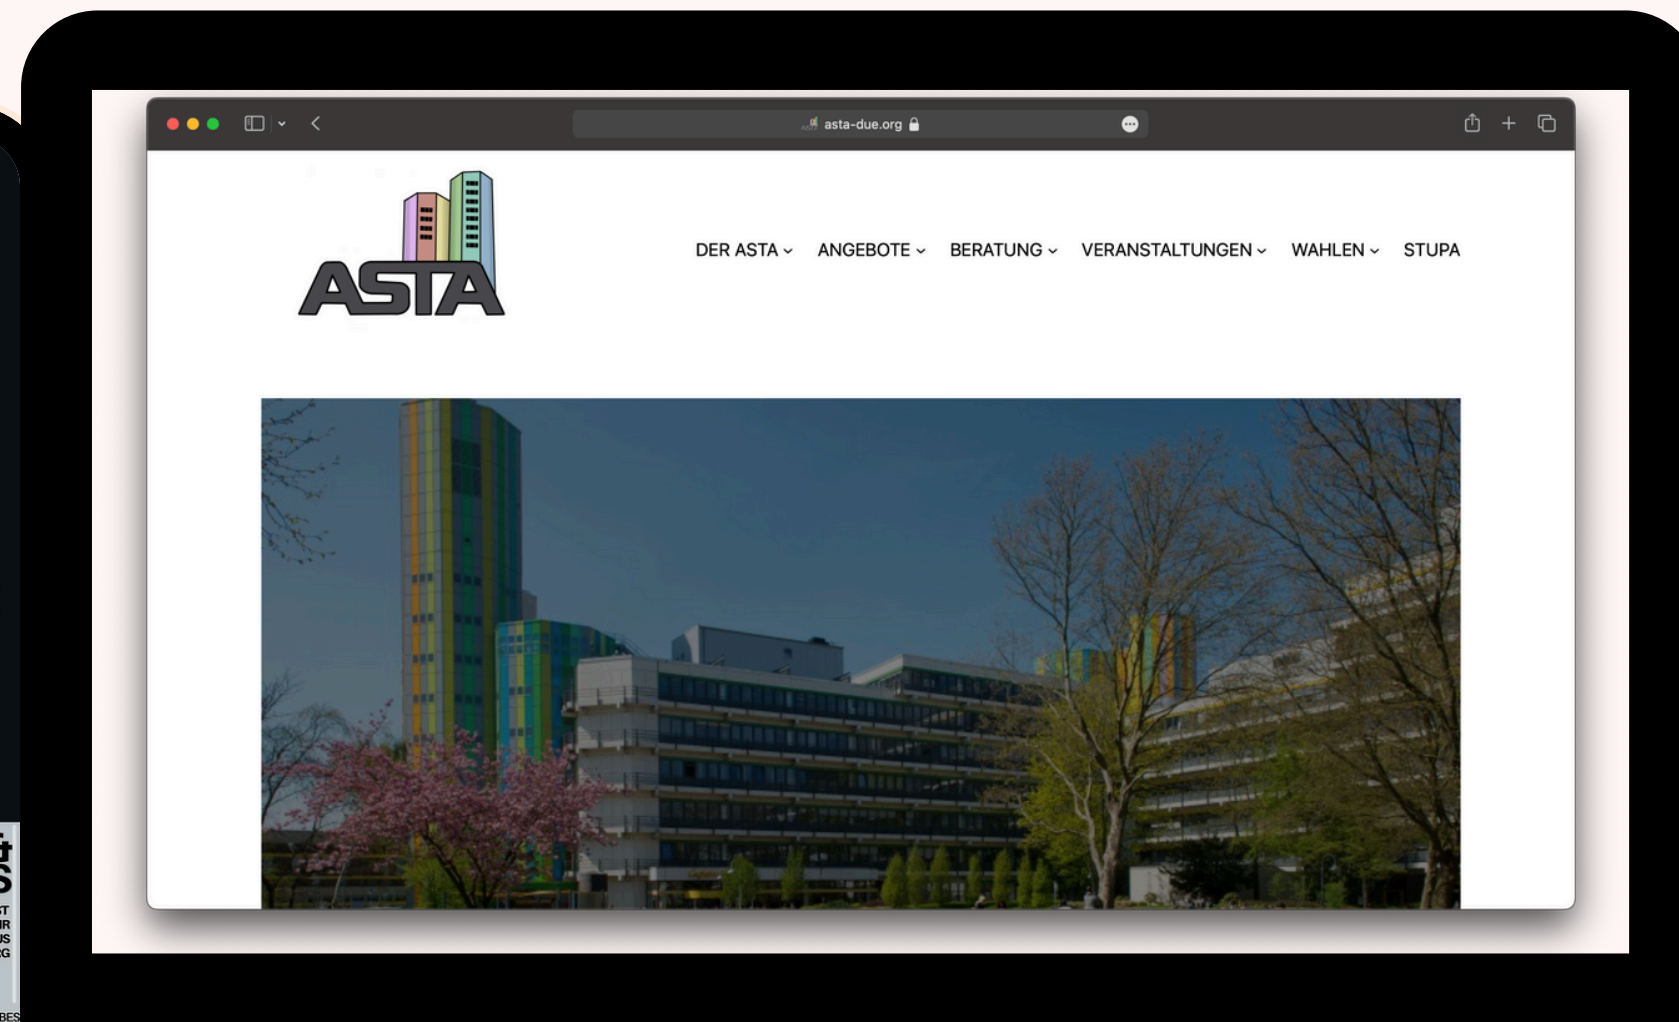 asta-due.org
ASTA
DER ASTA ANGEBOTE BERATUNG VERANSTALTUNGEN WAHLEN STUPA